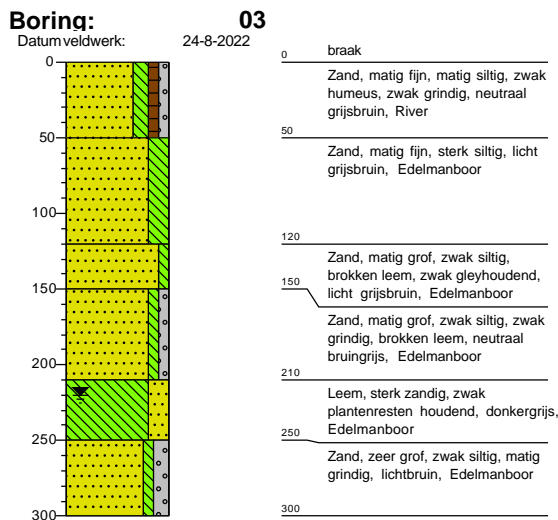 Boring: 03
Datum veldwerk: 24-8-2022
0
50
100
150
200
250
300
0 braak
Zand, matig fijn, matig siltig, zwak
humeus, zwak grindig, neutraal
grijsbruin, River
50
Zand, matig fijn, sterk siltig, licht
grijsbruin, Edelmanboor
120
Zand, matig grof, zwak siltig,
brokken leem, zwak gleyhoudend,
licht grijsbruin, Edelmanboor
150
Zand, matig grof, zwak siltig, zwak
grindig, brokken leem, neutraal
bruingrijs, Edelmanboor
210
Leem, sterk zandig, zwak
plantenresten houdend, donkergrijs,
Edelmanboor
250
Zand, zeer grof, zwak siltig, matig
grindig, lichtbruin, Edelmanboor
300